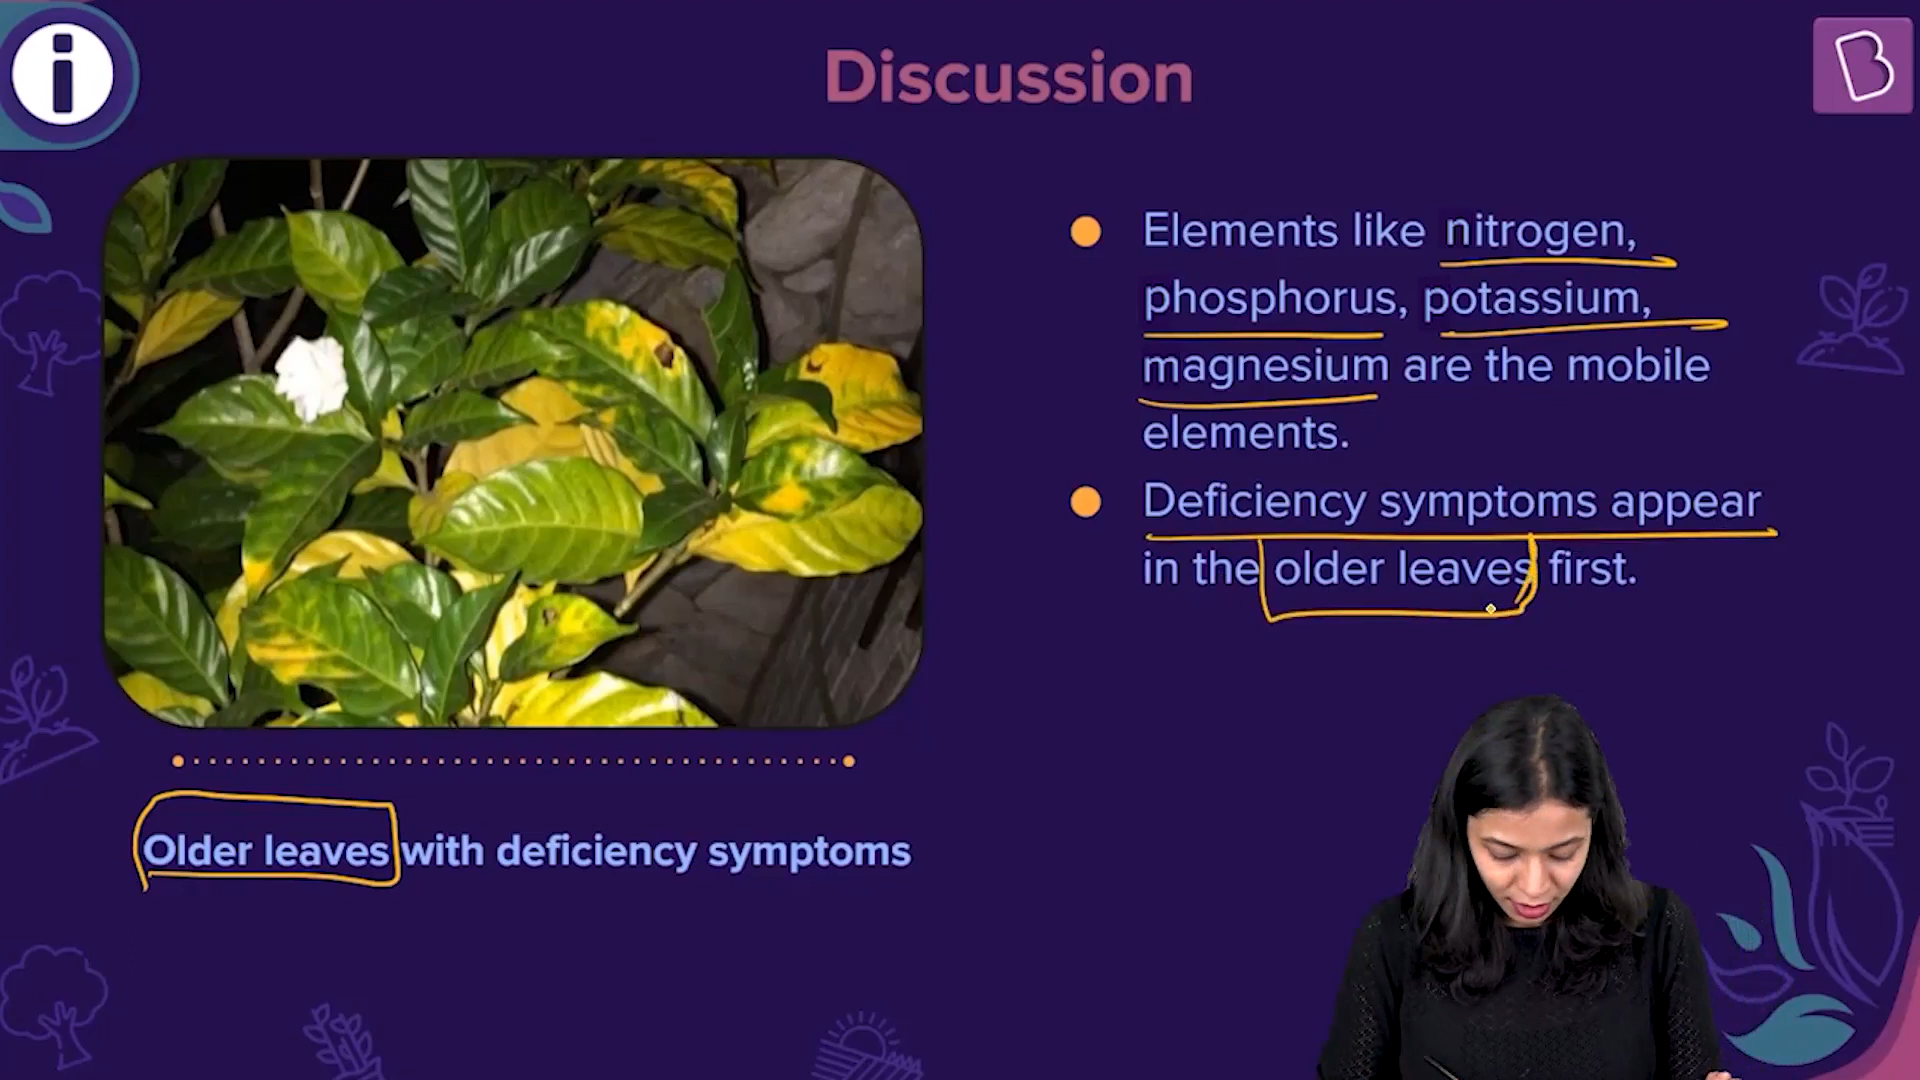 Discussion
Elements like nitrogen,
phosphorus, potassium,
magnesium are the mobile
elements.
Deficiency symptoms appear
in the older leaves first.
Older leaves with deficiency symptoms